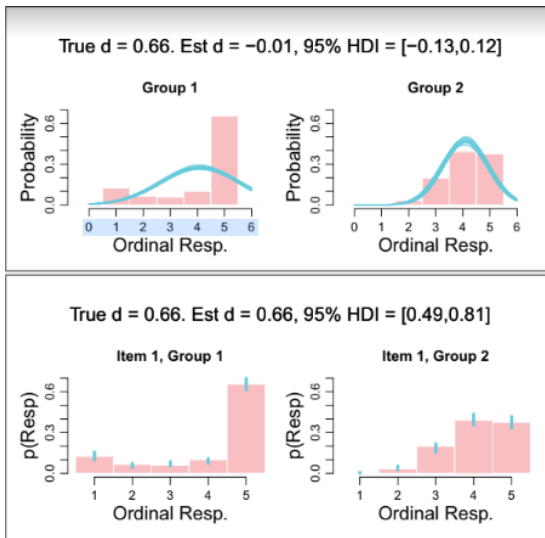 True d = 0.66. Est d = −0.01, 95% HDI = [−0.13,0.12]
Group 1
Group 2
Probability
0.0 0.3 0.6
0 1 2 3 4 5 6
Ordinal Resp.
Probability
0.0 0.3 0.6
0 1 2 3 4 5 6
Ordinal Resp.
True d = 0.66. Est d = 0.66, 95% HDI = [0.49,0.81]
Item 1, Group 1
Item 1, Group 2
p(Resp)
0.0 0.3 0.6
1 2 3 4 5
Ordinal Resp.
p(Resp)
0.0 0.3 0.6
1 2 3 4 5
Ordinal Resp.